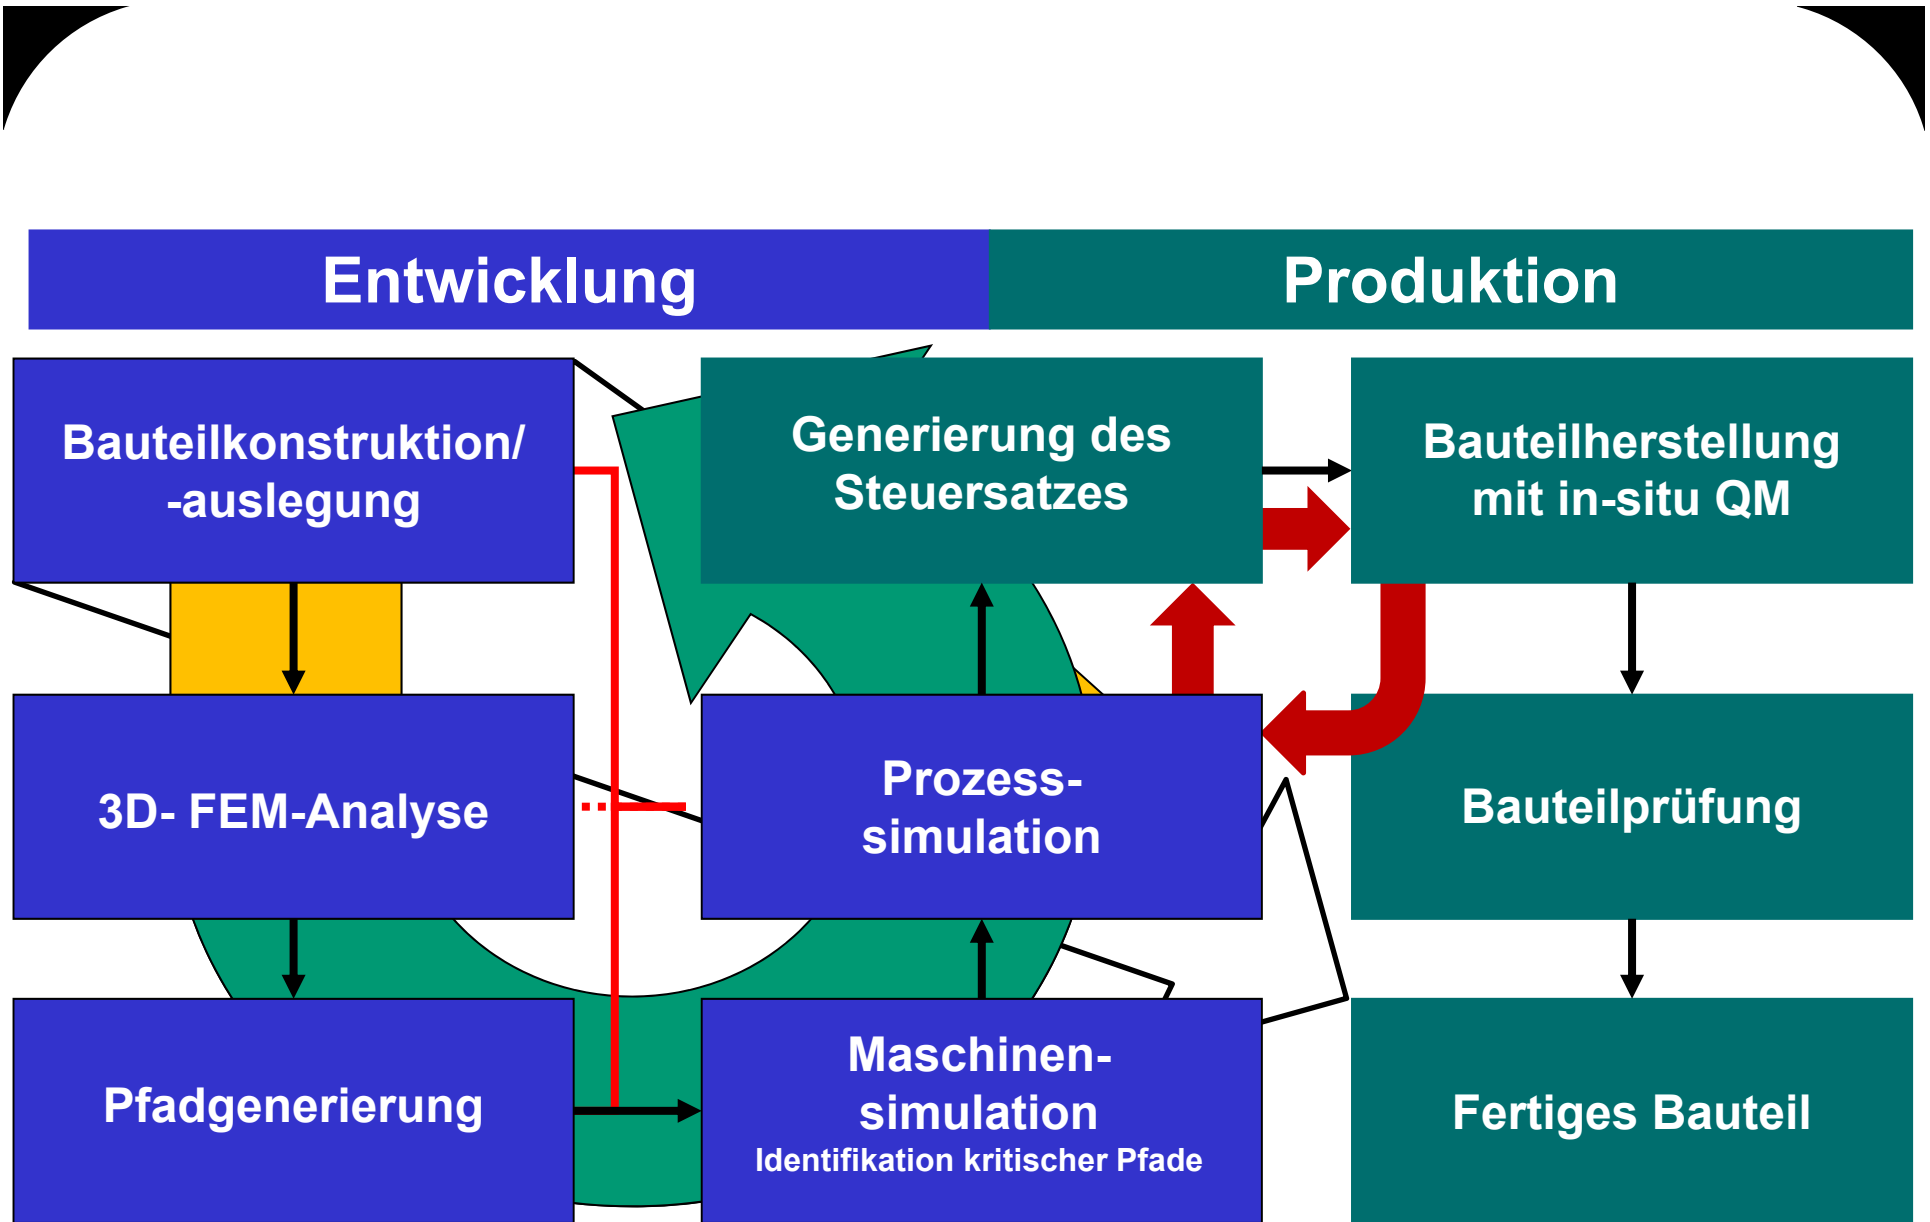 Entwicklung
Produktion
Bauteilkonstruktion/
-auslegung
3D- FEM-Analyse
Pfadgenerierung
Generierung des
Steuersatzes
Prozess-
simulation
Maschinen-
simulation
Identifikation kritischer Pfade
Bauteilherstellung
mit in-situ QM
Bauteilprüfung
Fertiges Bauteil